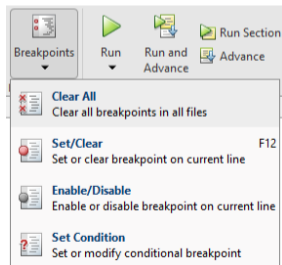 Breakpoints
Run
Run and
Advance
Run Section
Advance
Clear All
Clear all breakpoints in all files
Set/Clear F12
Set or clear breakpoint on current line
Enable/Disable
Enable or disable breakpoint on current line
Set Condition
Set or modify conditional breakpoint